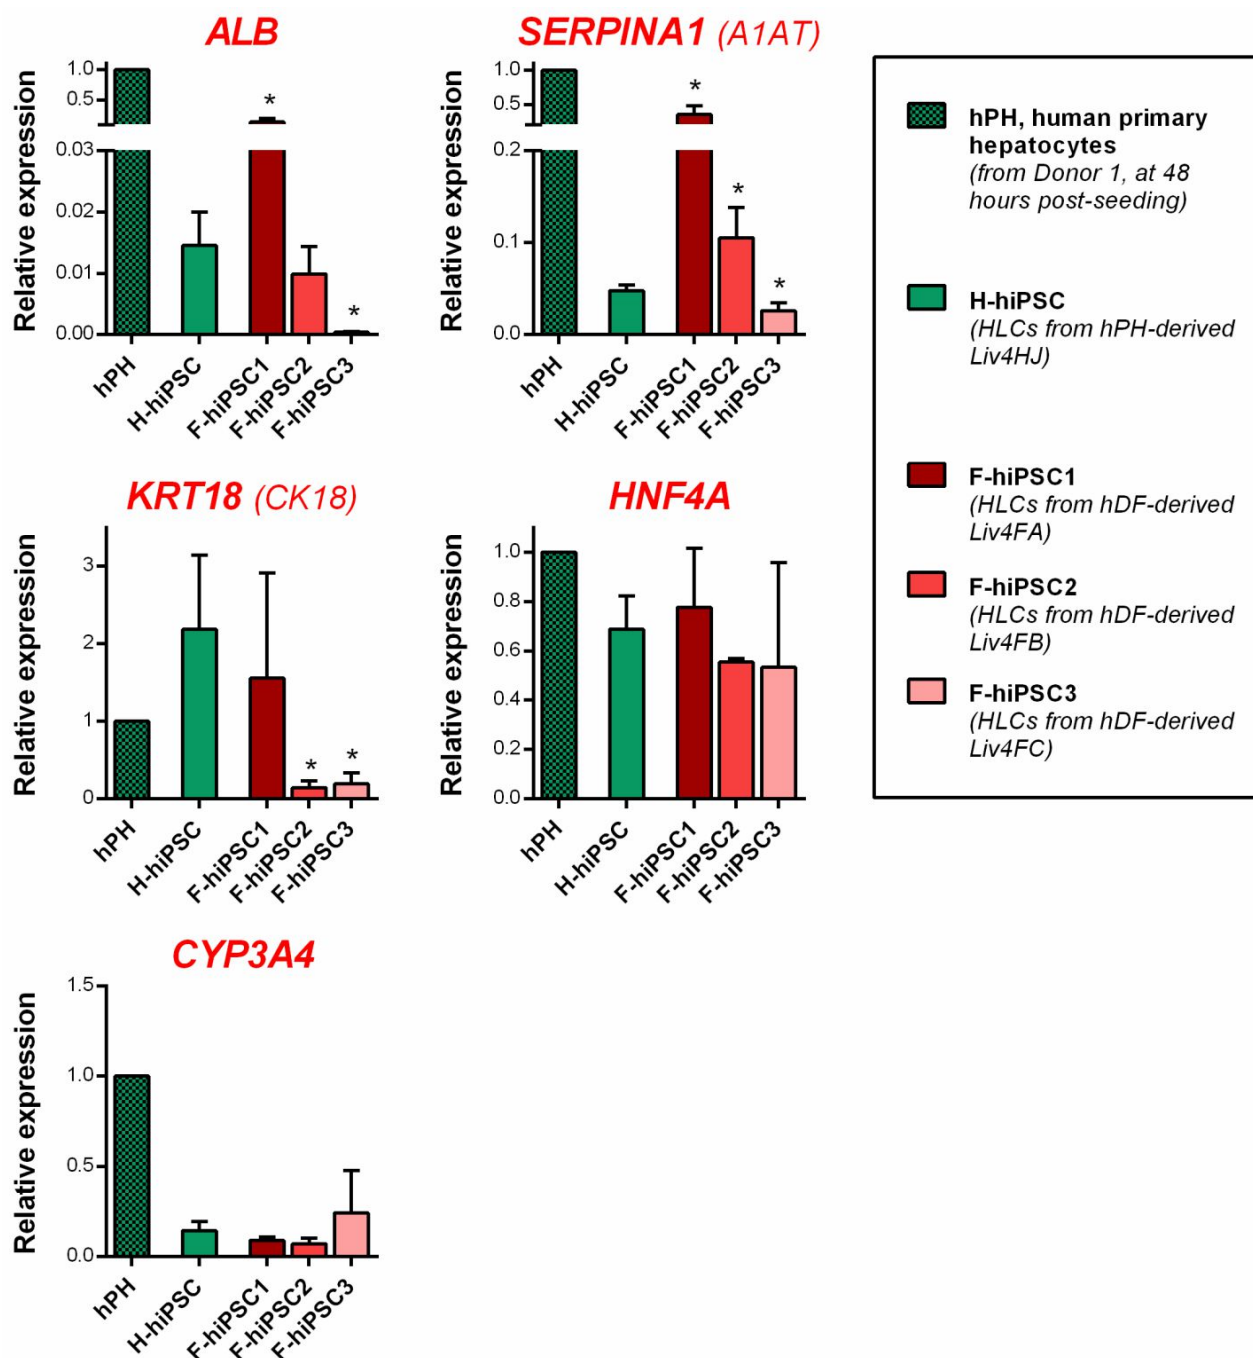 ALB
Relative expression
1.0
0.5
0.03
0.02
0.01
0.00
*
*
hPH
H-hiPSC
F-hiPSC1
F-hiPSC2
F-hiPSC3
SERPINA1 (A1AT)
Relative expression
1.0
0.5
0.2
0.1
0.0
*
*
*
hPH
H-hiPSC
F-hiPSC1
F-hiPSC2
F-hiPSC3
hPH, human primary
hepatocytes
(from Donor 1, at 48
hours post-seeding)
H-hiPSC
(HLCs from hPH-derived
Liv4HJ)
F-hiPSC1
(HLCs from hDF-derived
Liv4FA)
F-hiPSC2
(HLCs from hDF-derived
Liv4FB)
F-hiPSC3
(HLCs from hDF-derived
Liv4FC)
KRT18 (CK18)
Relative expression
3
2
1
0
*
*
hPH
H-hiPSC
F-hiPSC1
F-hiPSC2
F-hiPSC3
HNF4A
Relative expression
1.0
0.8
0.6
0.4
0.2
0.0
hPH
H-hiPSC
F-hiPSC1
F-hiPSC2
F-hiPSC3
CYP3A4
Relative expression
1.5
1.0
0.5
0.0
hPH
H-hiPSC
F-hiPSC1
F-hiPSC2
F-hiPSC3